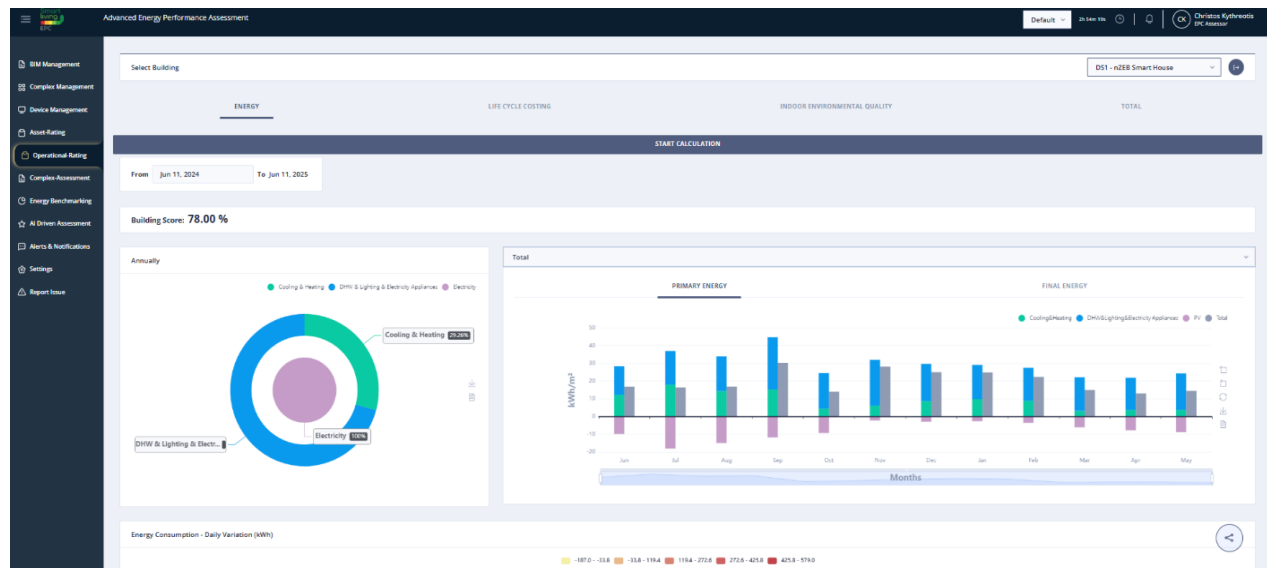 Smart
living
EPC
Advanced Energy Performance Assessment
Default
2h 54m 19s
CK
Christos Kythreotis
EPC Assessor
BIM Management
Complex Management
Device Management
Asset-Rating
Operational-Rating
Complex-Assessment
Energy Benchmarking
AI Driven Assessment
Alerts & Notifications
Settings
Report Issue
Select Building
DS1 - nZEB Smart House
ENERGY
LIFE CYCLE COSTING
INDOOR ENVIRONMENTAL QUALITY
TOTAL
START CALCULATION
From Jun 11, 2024 To Jun 11, 2025
Building Score: 78.00 %
Annually
Cooling & Heating DHW & Lighting & Electricity Appliances Electricity
Cooling & Heating 29.26%
Electricity 100%
DHW & Lighting & Electr...
Total
PRIMARY ENERGY
FINAL ENERGY
Cooling&Heating DHW&Lighting&Electricity Appliances PV Total
kWh/m²
50
40
30
20
10
0
-10
-20
Jun Jul Aug Sep Oct Nov Dec Jan Feb Mar Apr May
Months
Energy Consumption - Daily Variation (kWh)
-187.0 - -33.8 -33.8 - 119.4 119.4 - 272.6 272.6 - 425.8 425.8 - 579.0